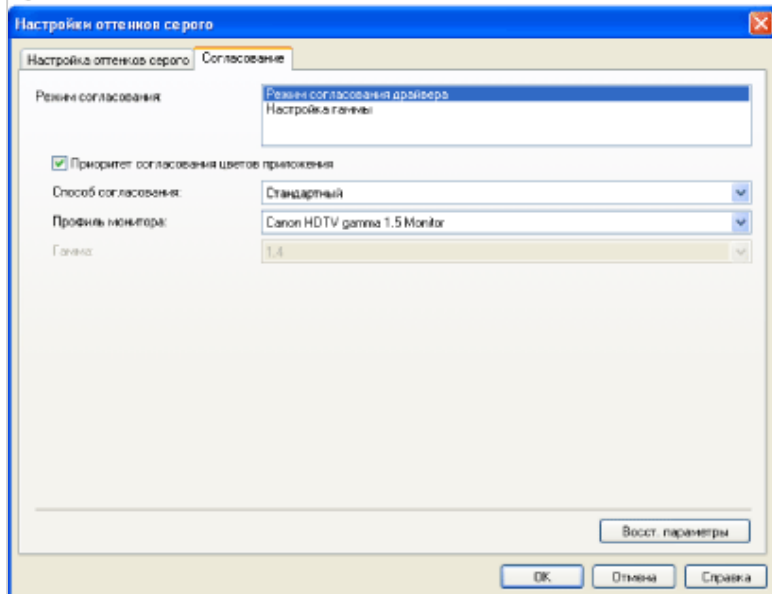 Настройки оттенков серого
Настройка оттенков серого Согласование
Режим согласования: Режим согласования драйвера
Настройка гаммы
Приоритет согласования цветов приложения
Способ согласования: Стандартный
Профиль монитора: Canon HDTV gamma 1.5 Monitor
Гамма: 1.4
Восст. параметры
OK Отмена Справка